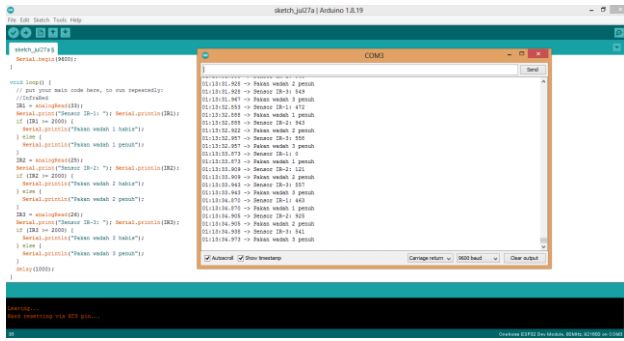 sketch_jul27a | Arduino 1.8.19
File Edit Sketch Tools Help
sketch_jul27a §
Serial.begin(9600);
}
void loop() {
// put your main code here, to run repeatedly:
//InfraRed
IR1 = analogRead(33);
Serial.print("Sensor IR-1: "); Serial.println(IR1);
if (IR1 >= 2000) {
Serial.println("Pakan wadah 1 habis");
} else {
Serial.println("Pakan wadah 1 penuh");
}
IR2 = analogRead(25);
Serial.print("Sensor IR-2: "); Serial.println(IR2);
if (IR2 >= 2000) {
Serial.println("Pakan wadah 2 habis");
} else {
Serial.println("Pakan wadah 2 penuh");
}
IR3 = analogRead(26);
Serial.print("Sensor IR-3: "); Serial.println(IR3);
if (IR3 >= 2000) {
Serial.println("Pakan wadah 3 habis");
} else {
Serial.println("Pakan wadah 3 penuh");
}
delay(1000);
}
COM3
Send
01:13:31.928 -> Pakan wadah 2 penuh
01:13:31.928 -> Sensor IR-3: 549
01:13:31.967 -> Pakan wadah 3 penuh
01:13:32.893 -> Sensor IR-1: 472
01:13:32.888 -> Pakan wadah 1 penuh
01:13:32.888 -> Sensor IR-2: 943
01:13:32.922 -> Pakan wadah 2 penuh
01:13:32.957 -> Sensor IR-3: 558
01:13:32.957 -> Pakan wadah 3 penuh
01:13:33.873 -> Sensor IR-1: 0
01:13:33.873 -> Pakan wadah 1 penuh
01:13:33.909 -> Sensor IR-2: 121
01:13:33.909 -> Pakan wadah 2 penuh
01:13:33.943 -> Sensor IR-3: 557
01:13:33.943 -> Pakan wadah 3 penuh
01:13:34.870 -> Sensor IR-1: 463
01:13:34.870 -> Pakan wadah 1 penuh
01:13:34.905 -> Sensor IR-2: 925
01:13:34.905 -> Pakan wadah 2 penuh
01:13:34.938 -> Sensor IR-3: 541
01:13:34.973 -> Pakan wadah 3 penuh
Autoscroll Show timestamp
Carriage return 9600 baud Clear output
Leaving...
Hard resetting via RTS pin...